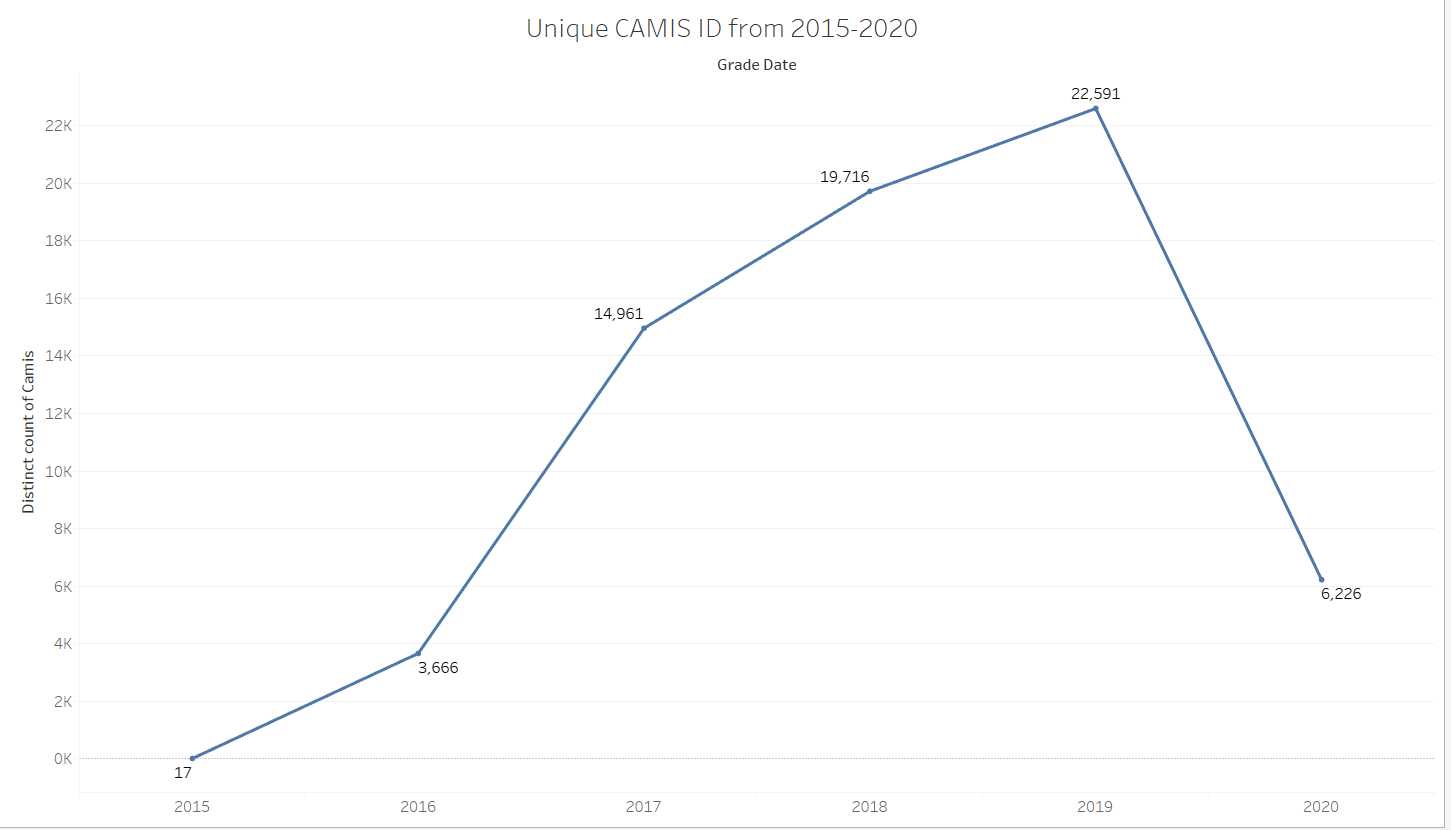 Unique CAMIS ID from 2015-2020
Grade Date
22,591
22K
20K
19,716
18K
16K
14,961
14K
Distinct count of Camis
12K
10K
8K
6K
6,226
4K
3,666
2K
0K
17
2015 2016 2017 2018 2019 2020